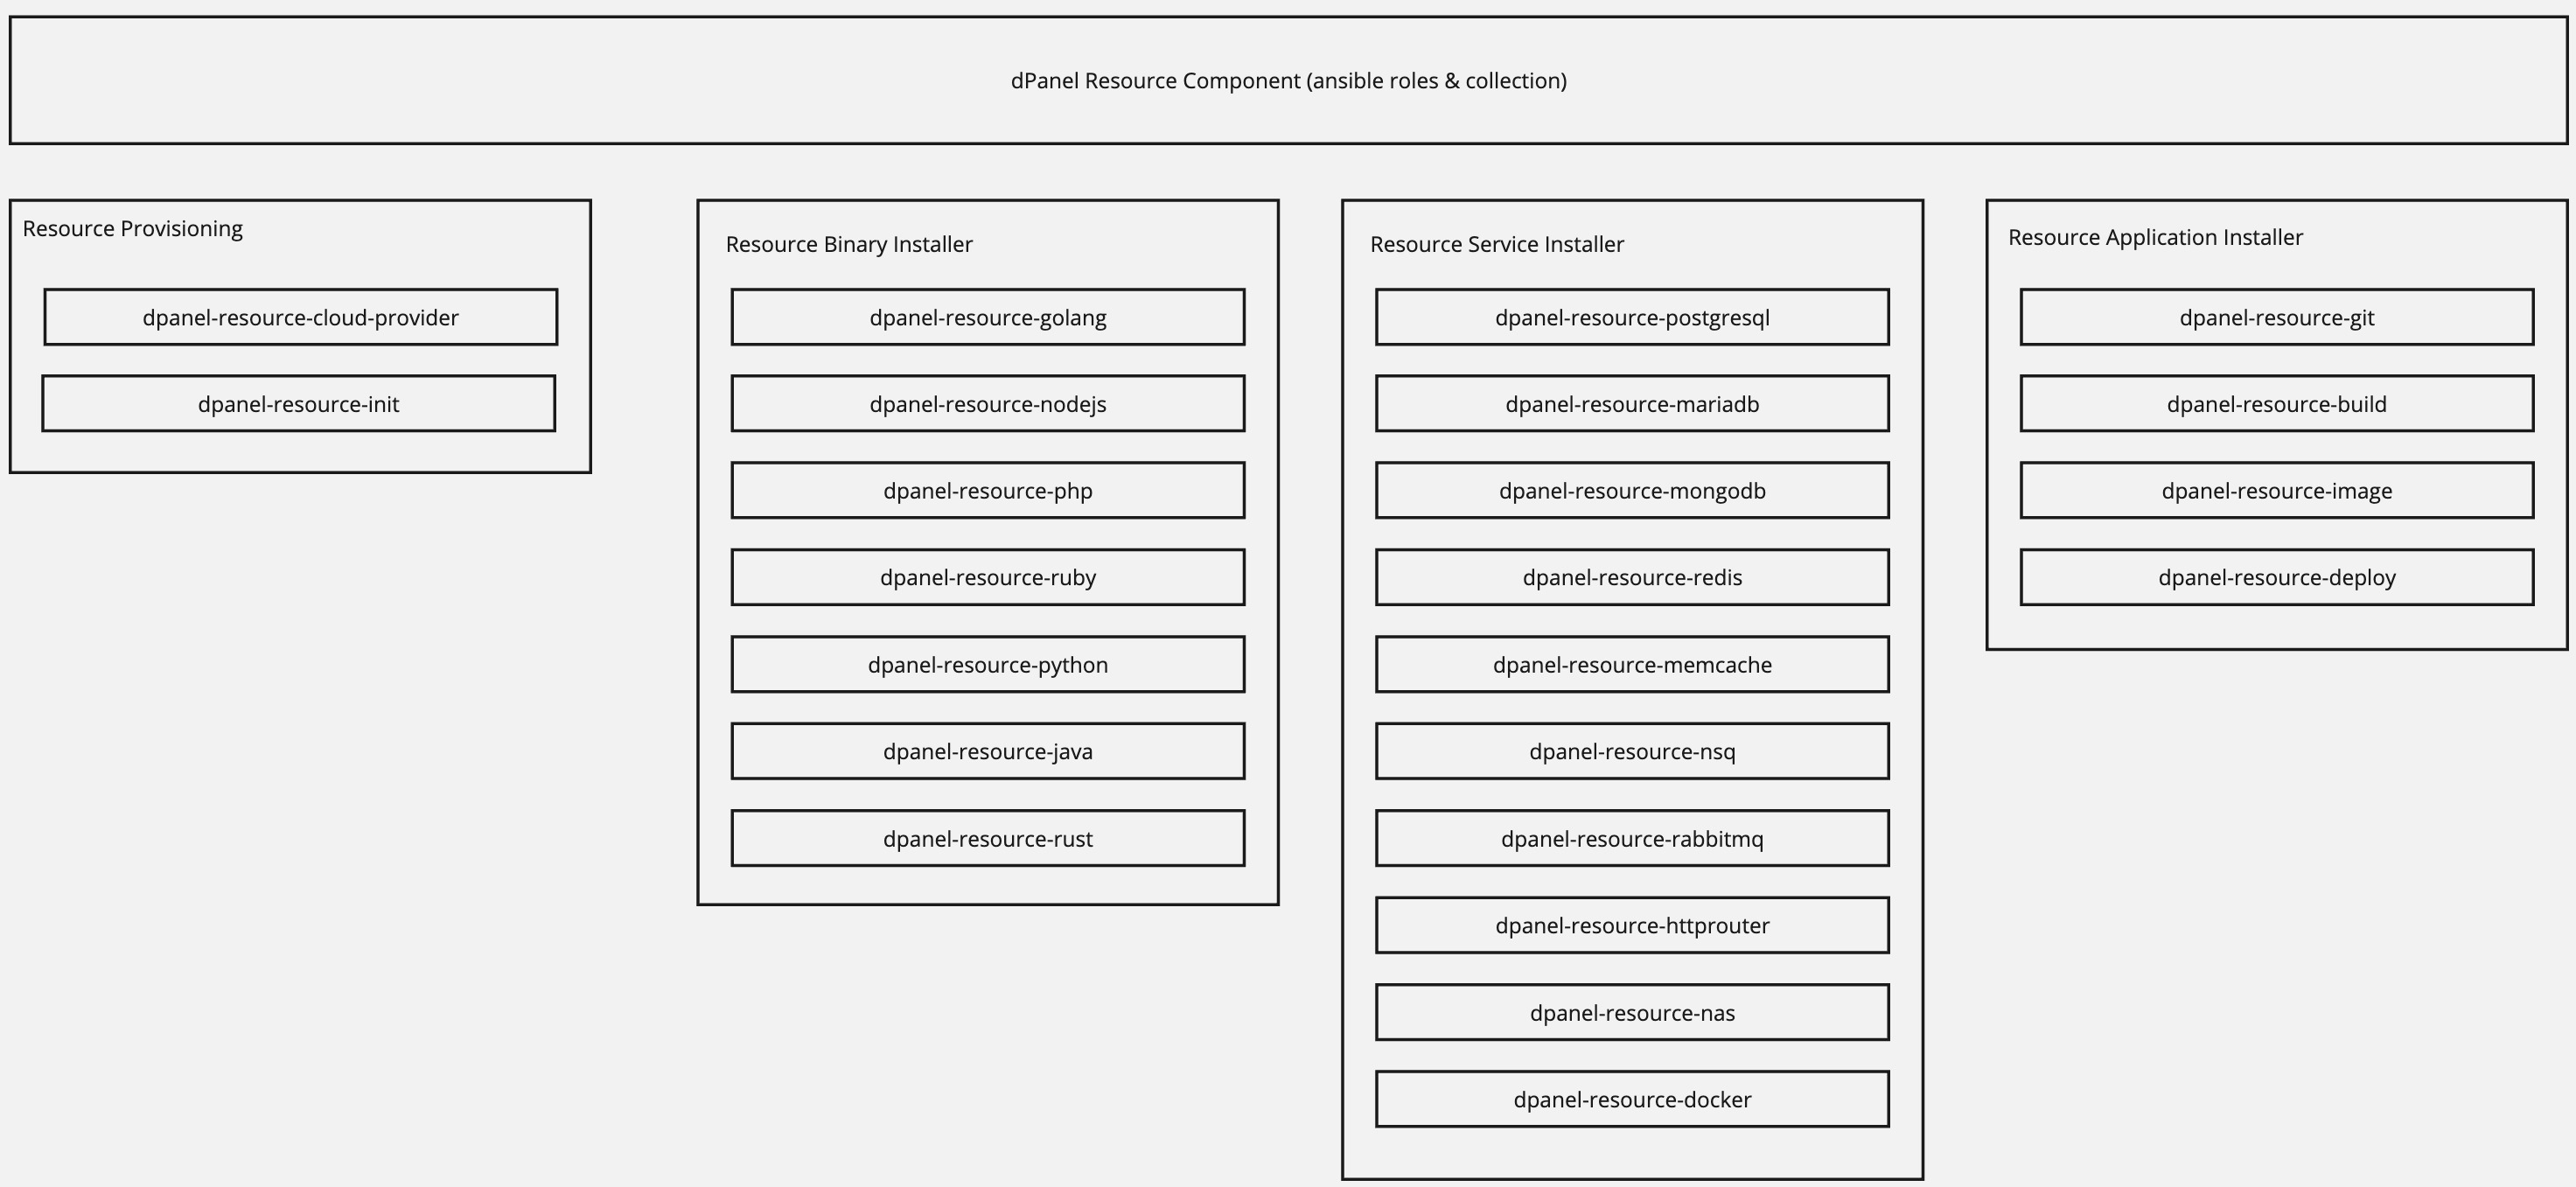 dPanel Resource Component (ansible roles & collection)
Resource Provisioning
dpanel-resource-cloud-provider
dpanel-resource-init
Resource Binary Installer
dpanel-resource-golang
dpanel-resource-nodejs
dpanel-resource-php
dpanel-resource-ruby
dpanel-resource-python
dpanel-resource-java
dpanel-resource-rust
Resource Service Installer
dpanel-resource-postgresql
dpanel-resource-mariadb
dpanel-resource-mongodb
dpanel-resource-redis
dpanel-resource-memcache
dpanel-resource-nsq
dpanel-resource-rabbitmq
dpanel-resource-httprouter
dpanel-resource-nas
dpanel-resource-docker
Resource Application Installer
dpanel-resource-git
dpanel-resource-build
dpanel-resource-image
dpanel-resource-deploy